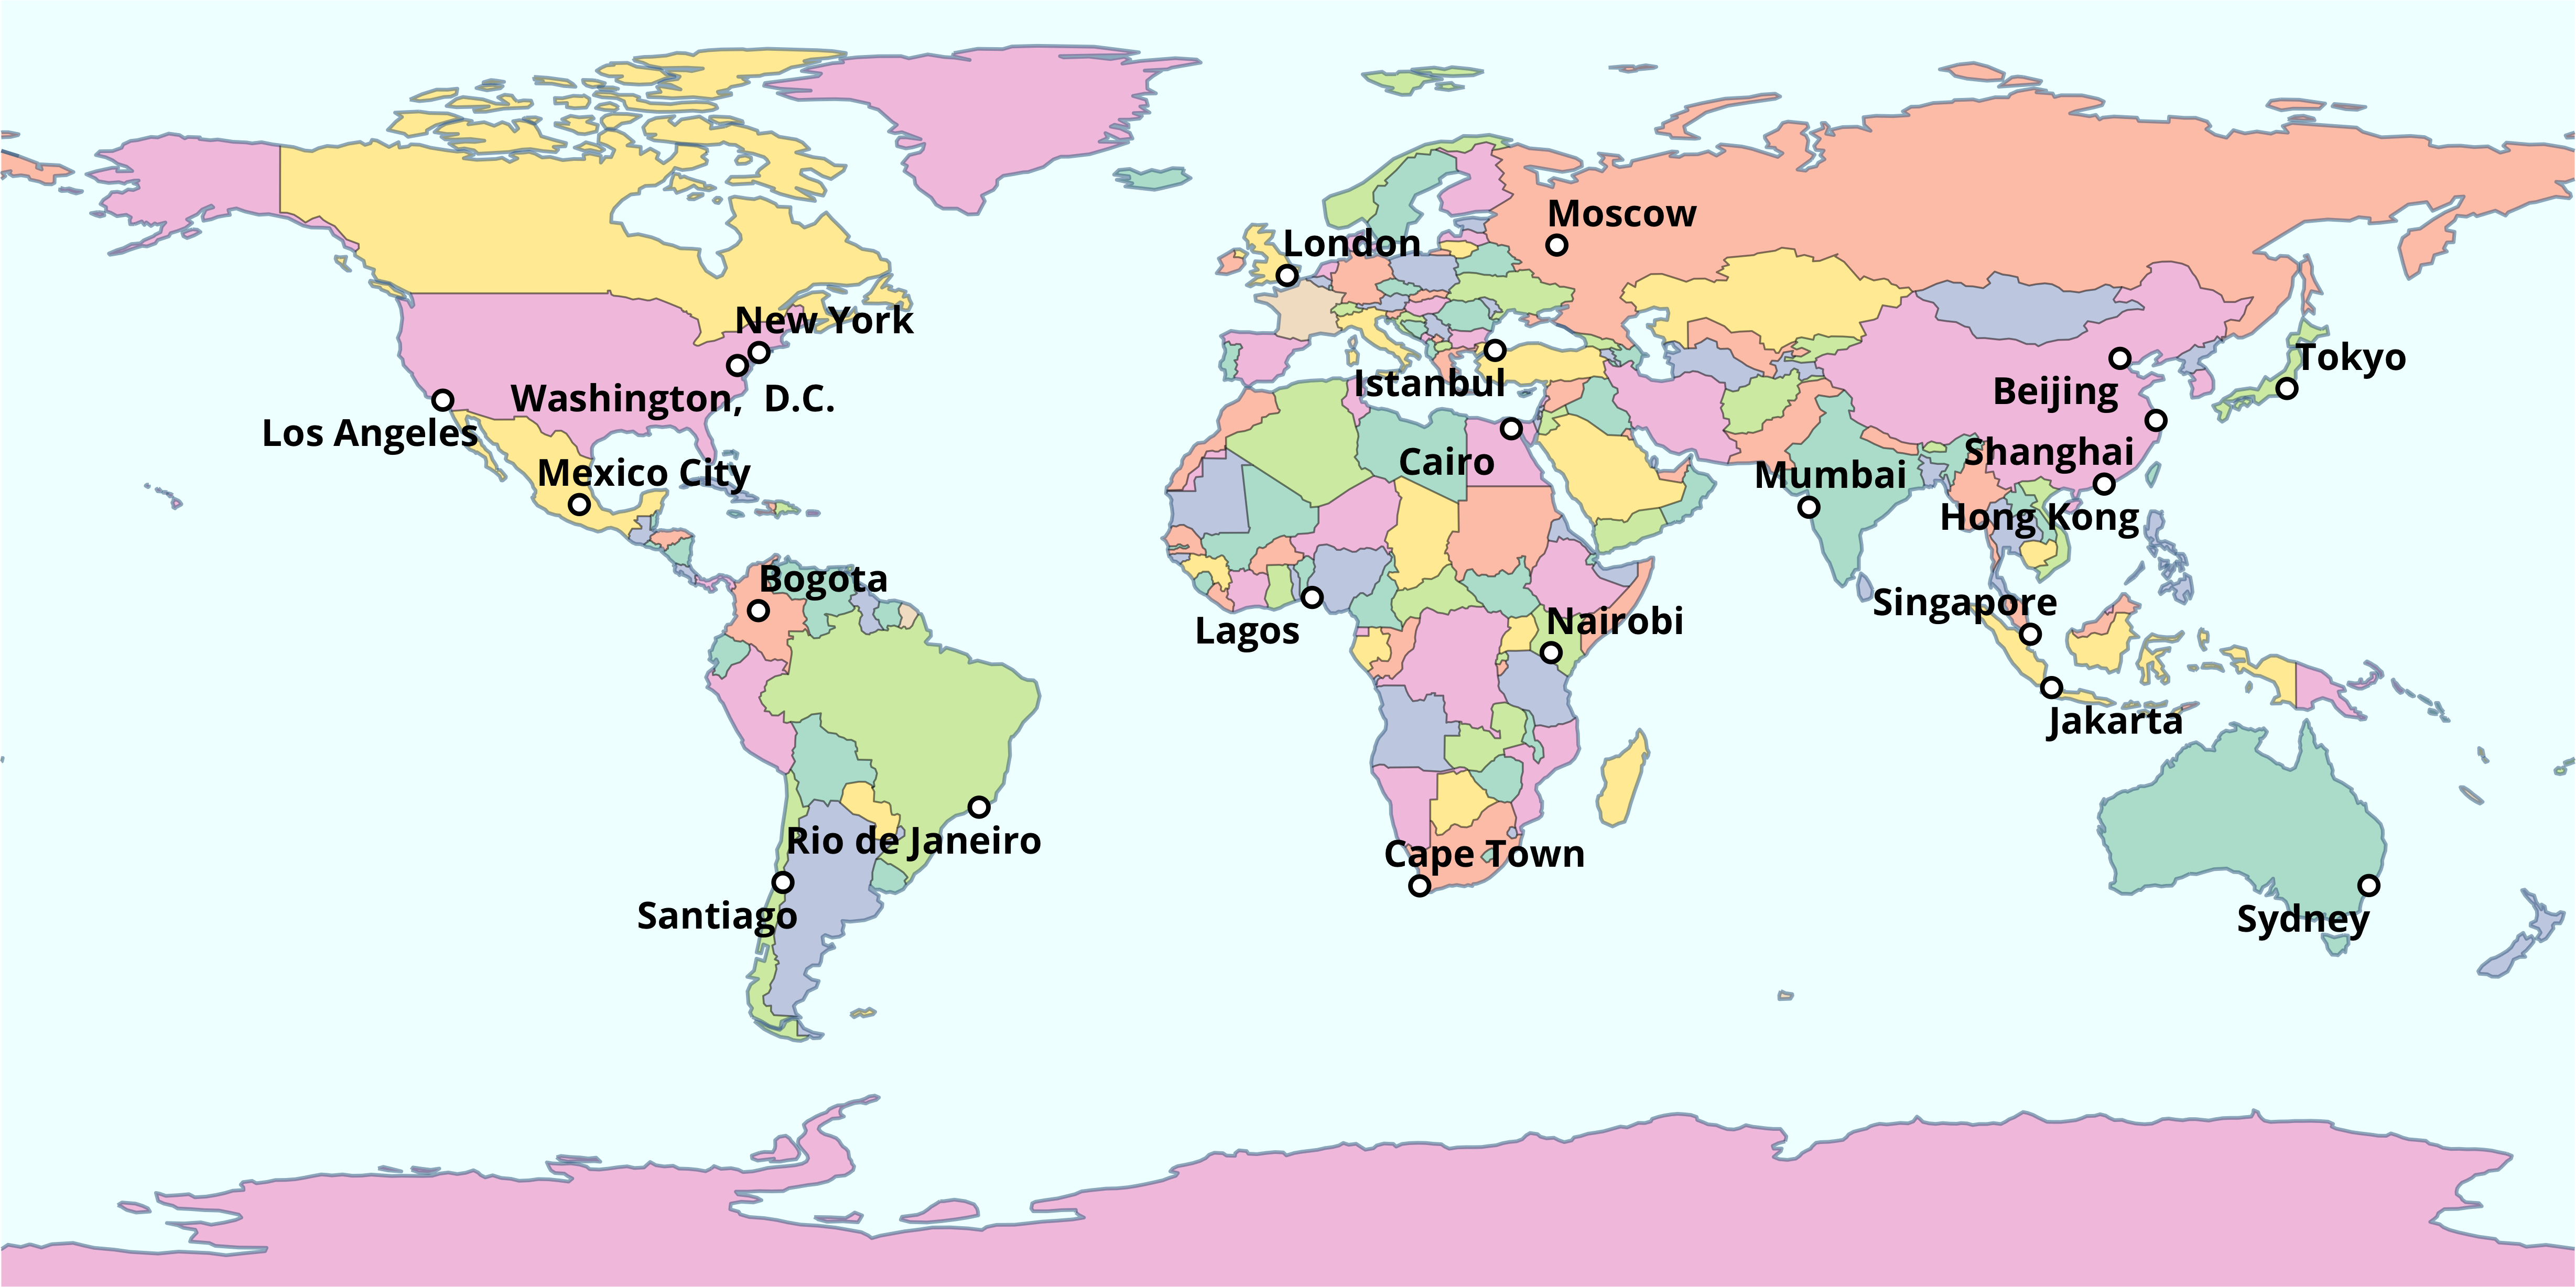 Moscow
London
New York
Istanbul
Tokyo
Beijing
Washington, D.C.
Los Angeles
Shanghai
Cairo
Mexico City
Mumbai
Hong Kong
Bogota
Singapore
Nairobi
Lagos
Jakarta
Rio de Janeiro
Cape Town
Santiago
Sydney